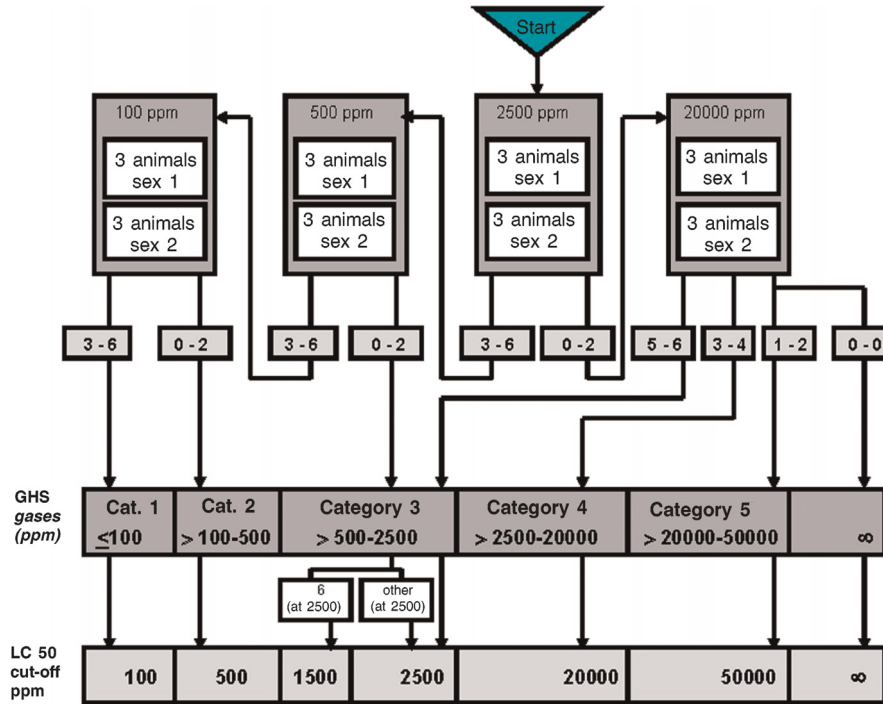 Start
100 ppm
500 ppm
2500 ppm
20000 ppm
3 animals
sex 1
3 animals
sex 1
3 animals
sex 1
3 animals
sex 1
3 animals
sex 2
3 animals
sex 2
3 animals
sex 2
3 animals
sex 2
3 - 6
0 - 2
3 - 6
0 - 2
3 - 6
0 - 2
5 - 6
3 - 4
1 - 2
0 - 0
GHS
gases
(ppm)
Cat. 1
≤100
Cat. 2
> 100-500
Category 3
> 500-2500
Category 4
> 2500-20000
Category 5
> 20000-50000
∞
6
(at 2500)
other
(at 2500)
LC 50
cut-off
ppm
100
500
1500
2500
20000
50000
∞